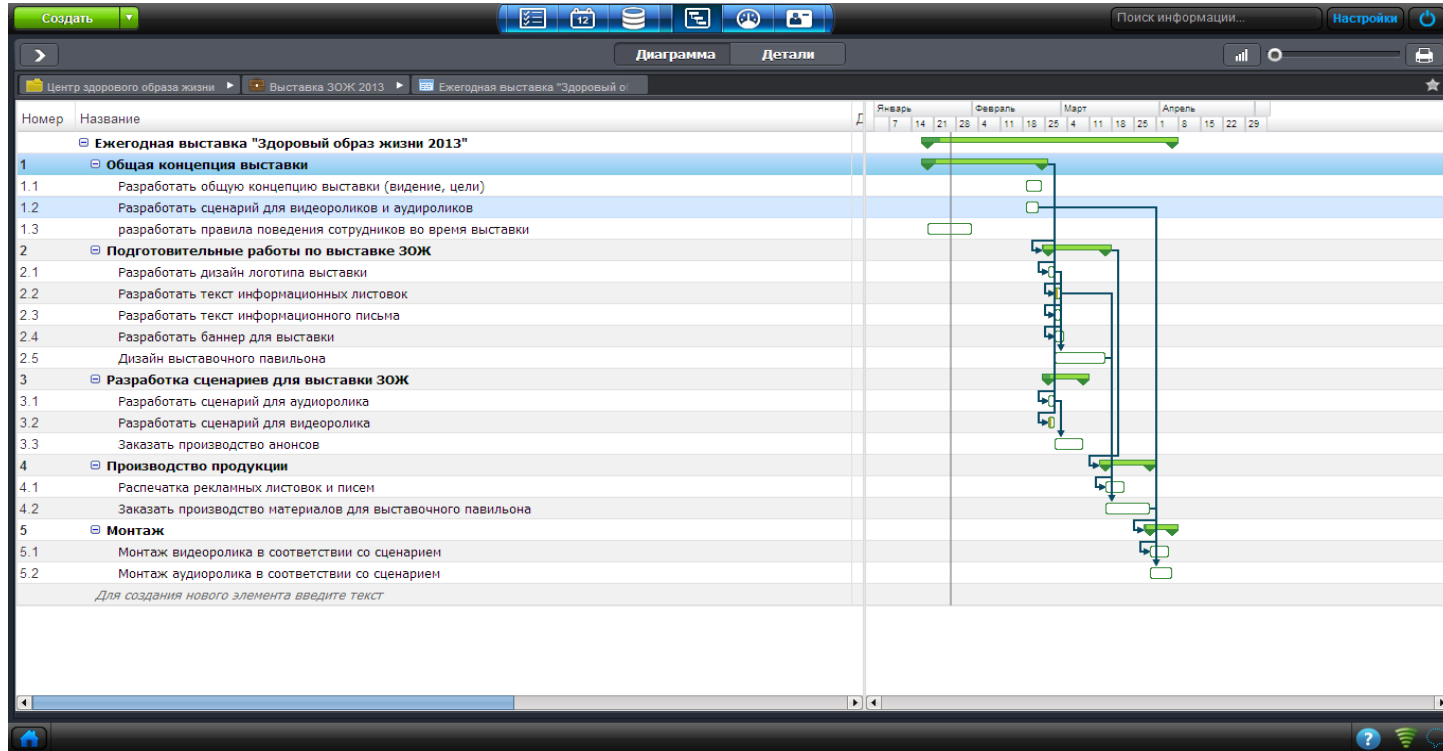 Создать
12
Поиск информации...
Настройки
Диаграмма Детали
Центр здорового образа жизни Выставка ЗОЖ 2013 Ежегодная выставка "Здоровый о
Номер Название Д
Январь Февраль Март Апрель
7 14 21 28 4 11 18 25 4 11 18 25 1 8 15 22 29
Ежегодная выставка "Здоровый образ жизни 2013"
1 Общая концепция выставки
1.1 Разработать общую концепцию выставки (видение, цели)
1.2 Разработать сценарий для видеороликов и аудироликов
1.3 разработать правила поведения сотрудников во время выставки
2 Подготовительные работы по выставке ЗОЖ
2.1 Разработать дизайн логотипа выставки
2.2 Разработать текст информационных листовок
2.3 Разработать текст информационного письма
2.4 Разработать баннер для выставки
2.5 Дизайн выставочного павильона
3 Разработка сценариев для выставки ЗОЖ
3.1 Разработать сценарий для аудиоролика
3.2 Разработать сценарий для видеоролика
3.3 Заказать производство анонсов
4 Производство продукции
4.1 Распечатка рекламных листовок и писем
4.2 Заказать производство материалов для выставочного павильона
5 Монтаж
5.1 Монтаж видеоролика в соответствии со сценарием
5.2 Монтаж аудиоролика в соответствии со сценарием
Для создания нового элемента введите текст
?